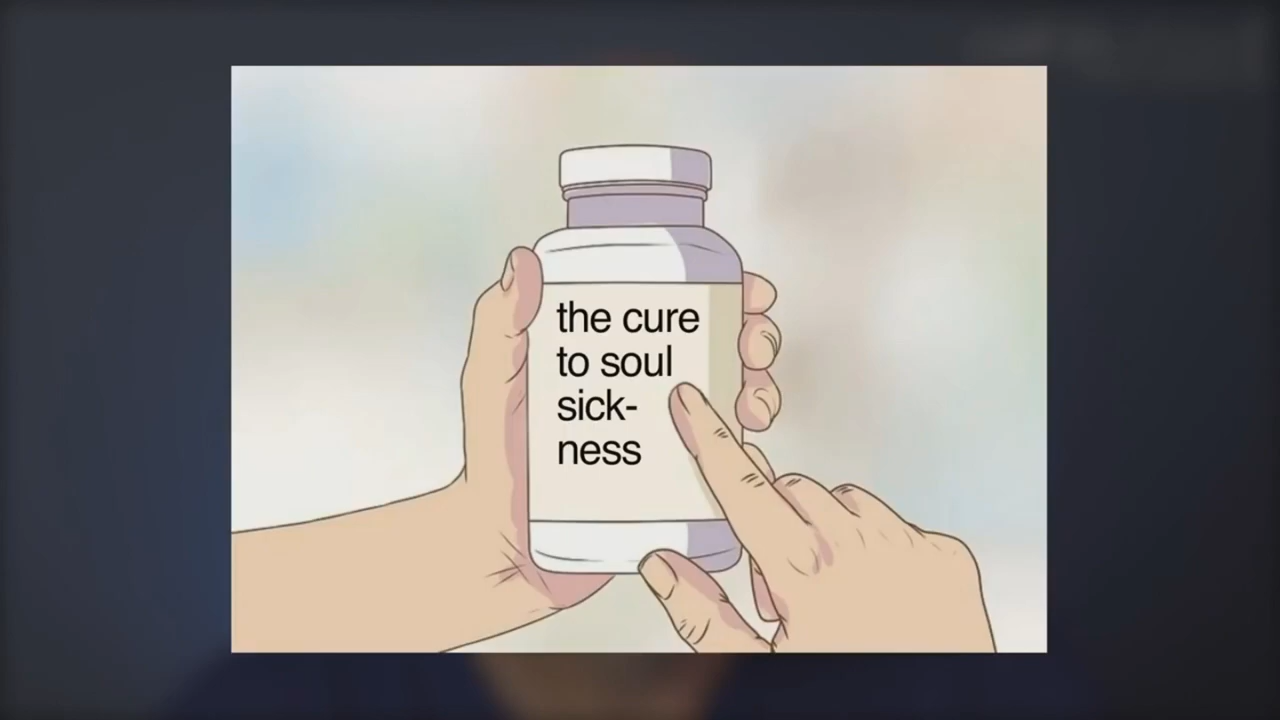 the cure
to soul
sick-
ness